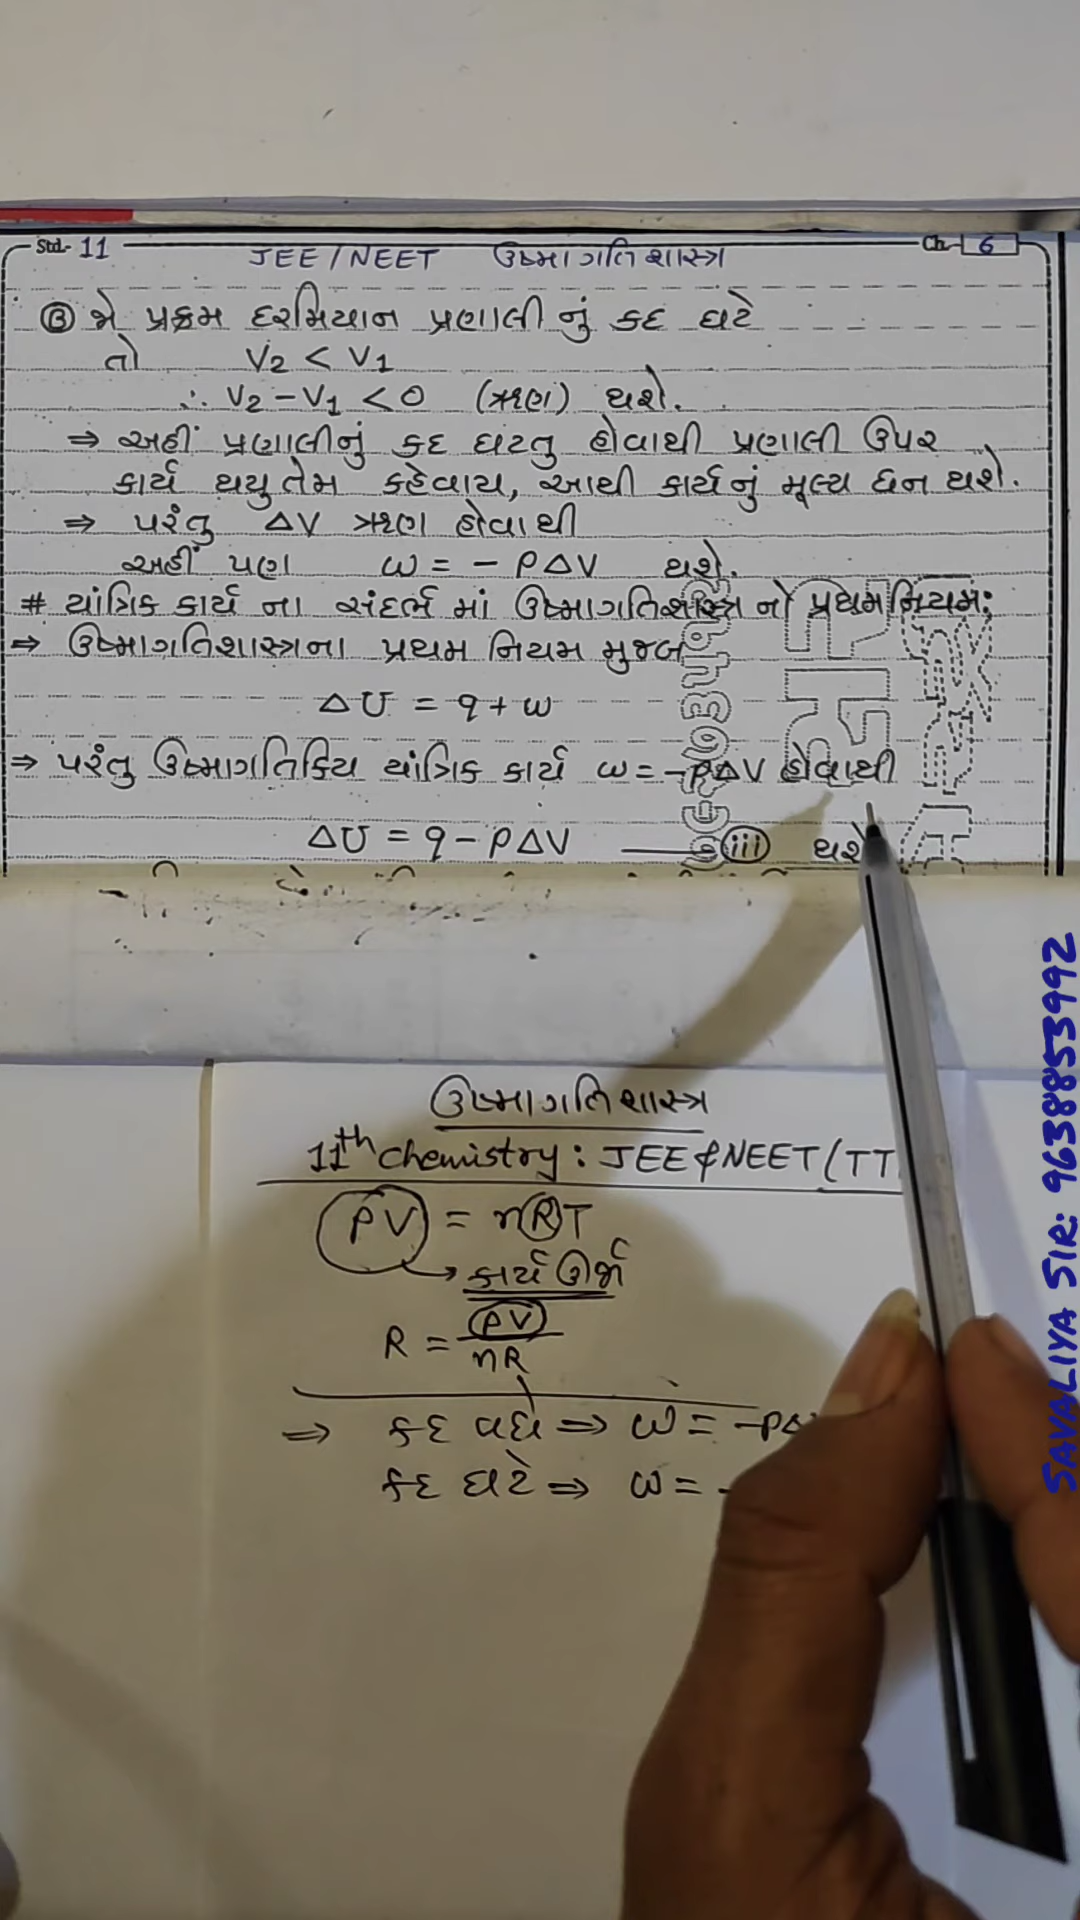 Std.- 11 JEE/NEET ઉષ્માગતિશાસ્ત્ર Ch- 6
(B) જો પ્રક્રમ દરમિયાન પ્રણાલીનું કદ ઘટે
તો V2 < V1
∴ V2 - V1 < 0 (ઋણ) થશે.
⇒ અહીં પ્રણાલીનું કદ ઘટતુ હોવાથી પ્રણાલી ઉપર
કાર્ય થયુ તેમ કહેવાય, આથી કાર્યનું મૂલ્ય ધન થશે.
⇒ પરંતુ ΔV ઋણ હોવાથી
અહીં પણ ω = - PΔV થશે.
# યાંત્રિક કાર્ય ના સંદર્ભ માં ઉષ્માગતિશાસ્ત્ર નો પ્રથમ નિયમ:
⇒ ઉષ્માગતિશાસ્ત્રના પ્રથમ નિયમ મુજબ
ΔU = q + ω
⇒ પરંતુ ઉષ્માગતિકિય યાંત્રિક કાર્ય ω = -PΔV હોવાથી
ΔU = q - PΔV (iii) થશે
ઉષ્માગતિશાસ્ત્ર
11th chemistry: JEE & NEET (TT
PV = nRT
→ કાર્ય ઊર્જા
R = PV
nR
⇒ કદ વધે ⇒ ω = -PΔ
કદ ઘટે ⇒ ω = -
SAVALIYA SIR: 9638853992